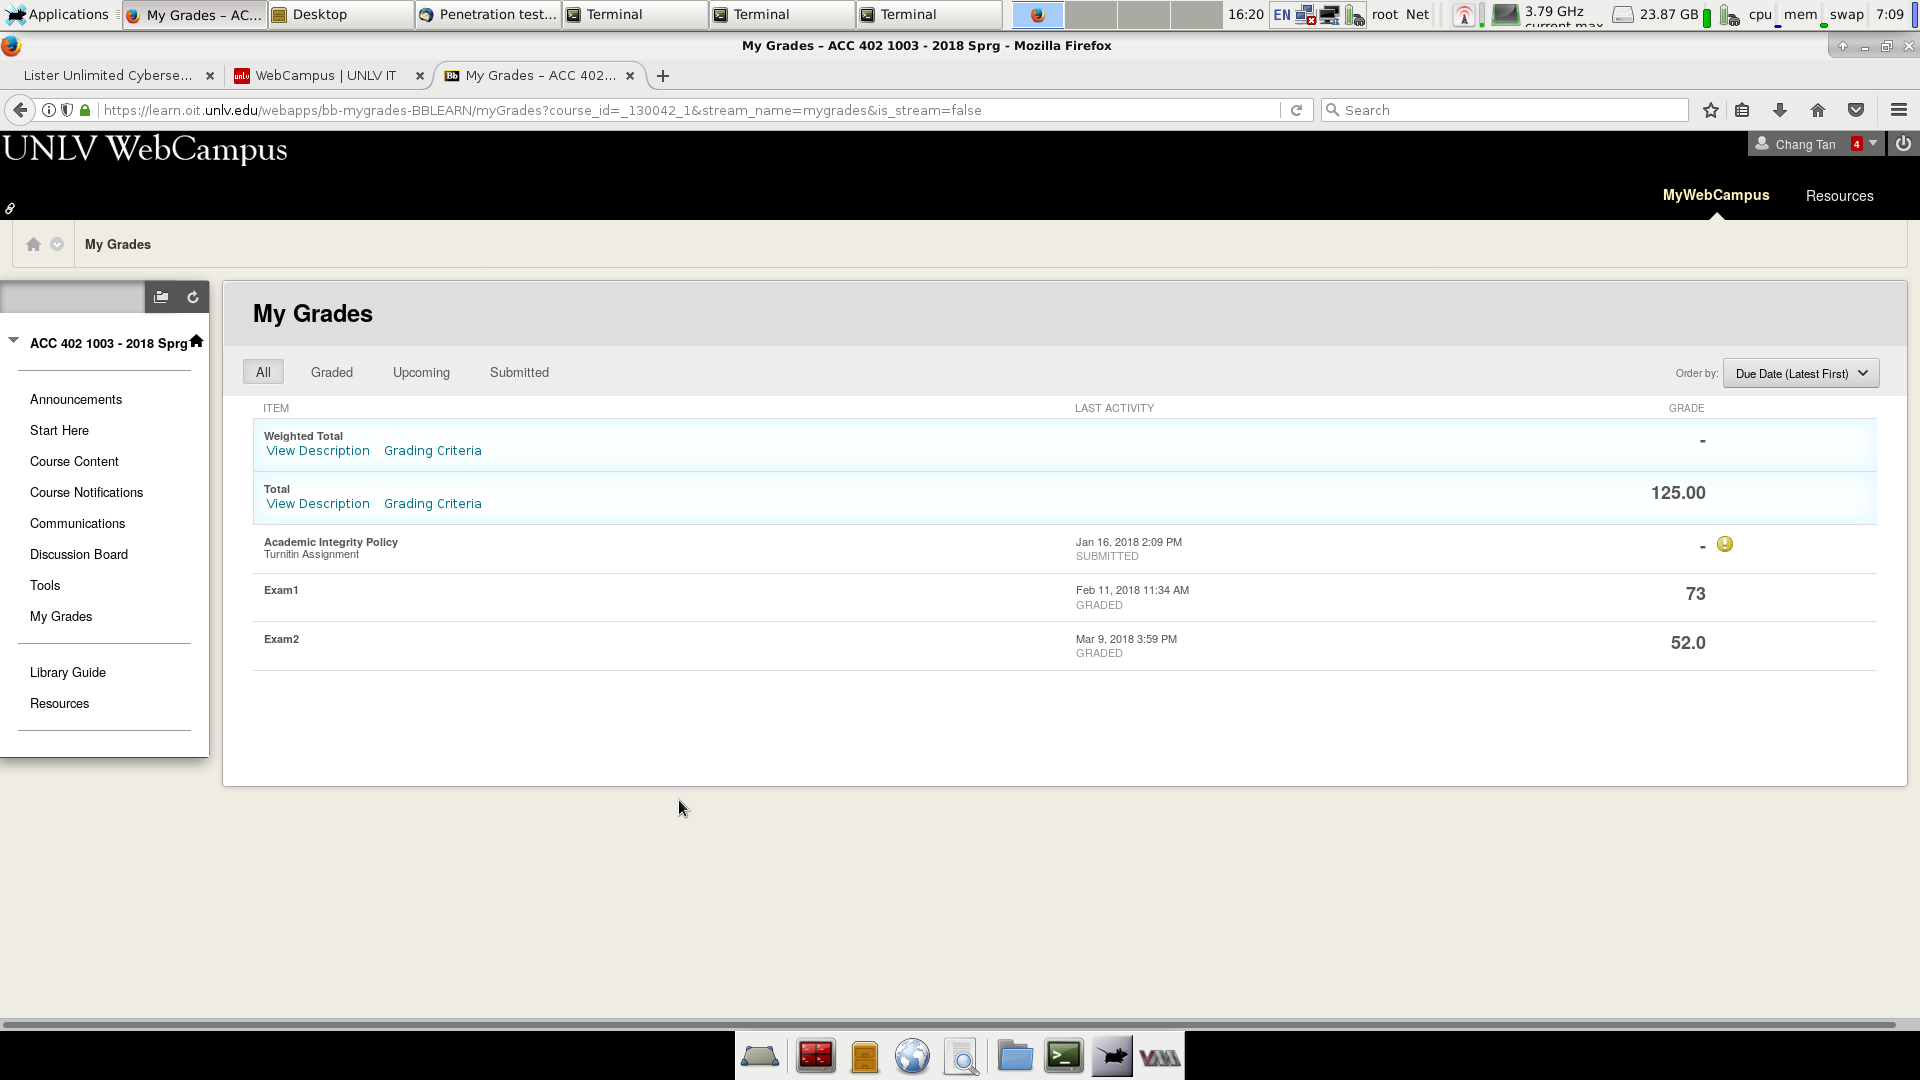 Applications My Grades – AC... Desktop Penetration test... Terminal Terminal Terminal 16:20 EN root Net 3.79 GHz 23.87 GB cpu mem swap 7:09
My Grades – ACC 402 1003 - 2018 Sprg - Mozilla Firefox
Lister Unlimited Cyberse... unlv WebCampus | UNLV IT Bb My Grades – ACC 402...
https://learn.oit.unlv.edu/webapps/bb-mygrades-BBLEARN/myGrades?course_id=_130042_1&stream_name=mygrades&is_stream=false Search
UNLV WebCampus
Chang Tan 4
MyWebCampus Resources
My Grades
ACC 402 1003 - 2018 Sprg
Announcements
Start Here
Course Content
Course Notifications
Communications
Discussion Board
Tools
My Grades
Library Guide
Resources
My Grades
All Graded Upcoming Submitted Order by: Due Date (Latest First)
ITEM LAST ACTIVITY GRADE
Weighted Total -
View Description Grading Criteria
Total 125.00
View Description Grading Criteria
Academic Integrity Policy Jan 16, 2018 2:09 PM -
Turnitin Assignment SUBMITTED
Exam1 Feb 11, 2018 11:34 AM 73
GRADED
Exam2 Mar 9, 2018 3:59 PM 52.0
GRADED